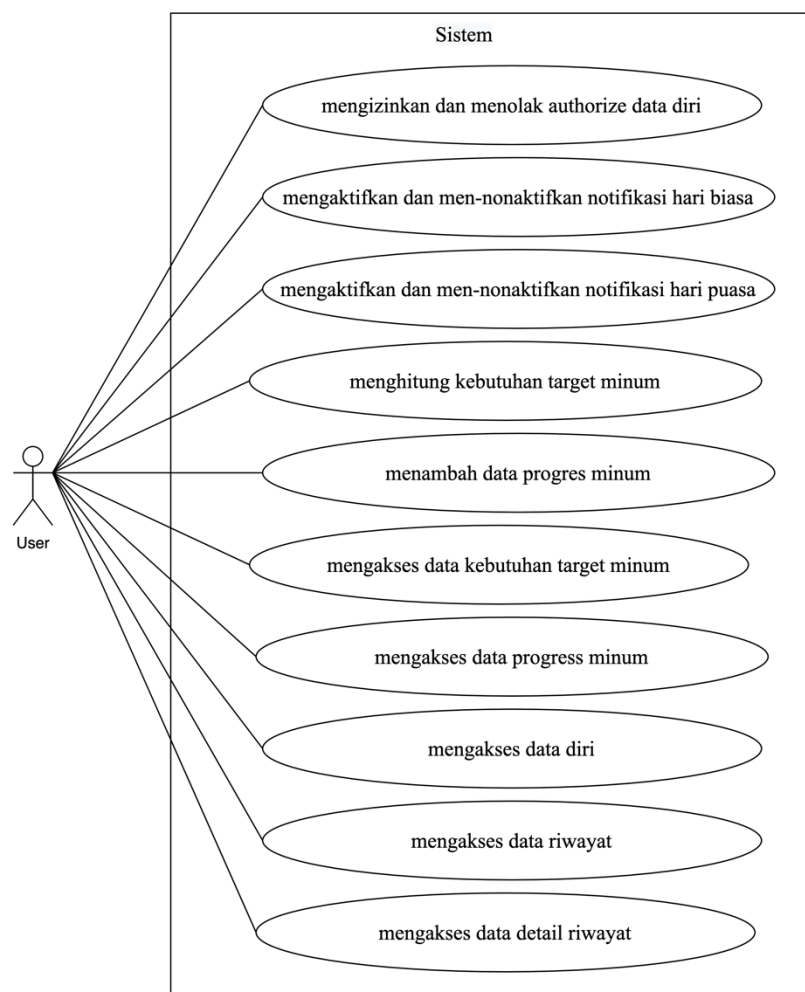 Sistem
mengizinkan dan menolak authorize data diri
mengaktifkan dan men-nonaktifkan notifikasi hari biasa
mengaktifkan dan men-nonaktifkan notifikasi hari puasa
menghitung kebutuhan target minum
menambah data progres minum
User
mengakses data kebutuhan target minum
mengakses data progress minum
mengakses data diri
mengakses data riwayat
mengakses data detail riwayat